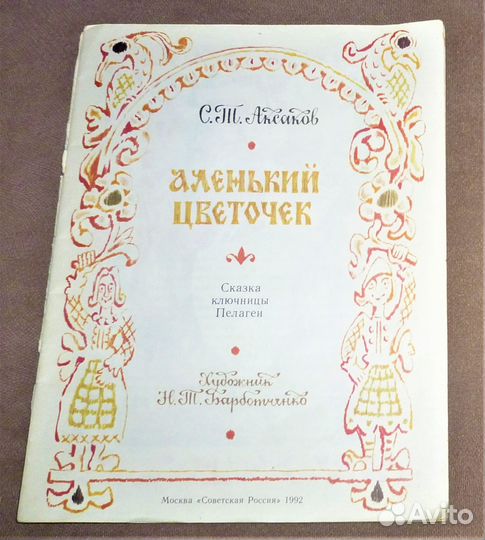 С. Т. Аксаков
АЛЕНЬКИЙ
ЦВЕТОЧЕК
Сказка
ключницы
Пелагеи
Художник
Н. Т. Барботченко
Москва «Советская Россия» 1992
Avito